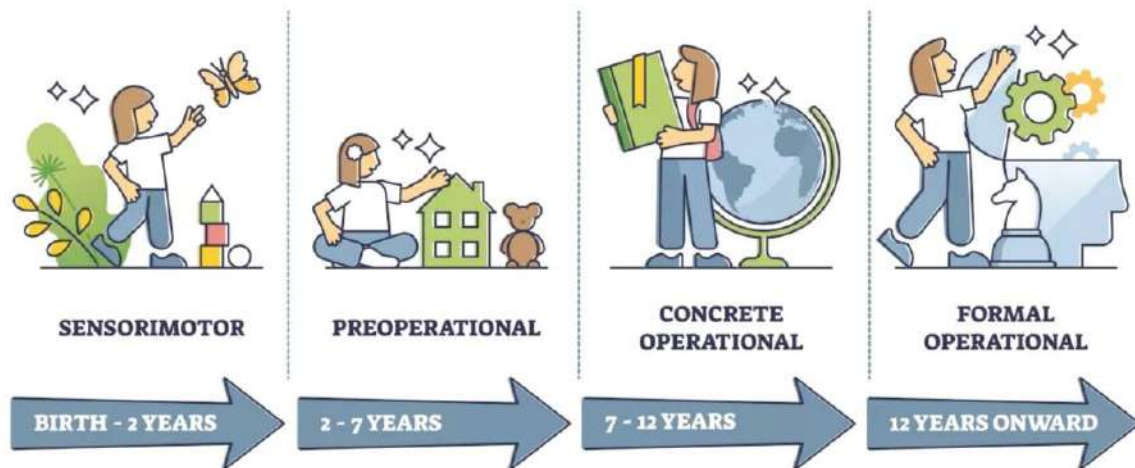 SENSORIMOTOR
PREOPERATIONAL
CONCRETE
OPERATIONAL
FORMAL
OPERATIONAL
BIRTH - 2 YEARS
2 - 7 YEARS
7 - 12 YEARS
12 YEARS ONWARD